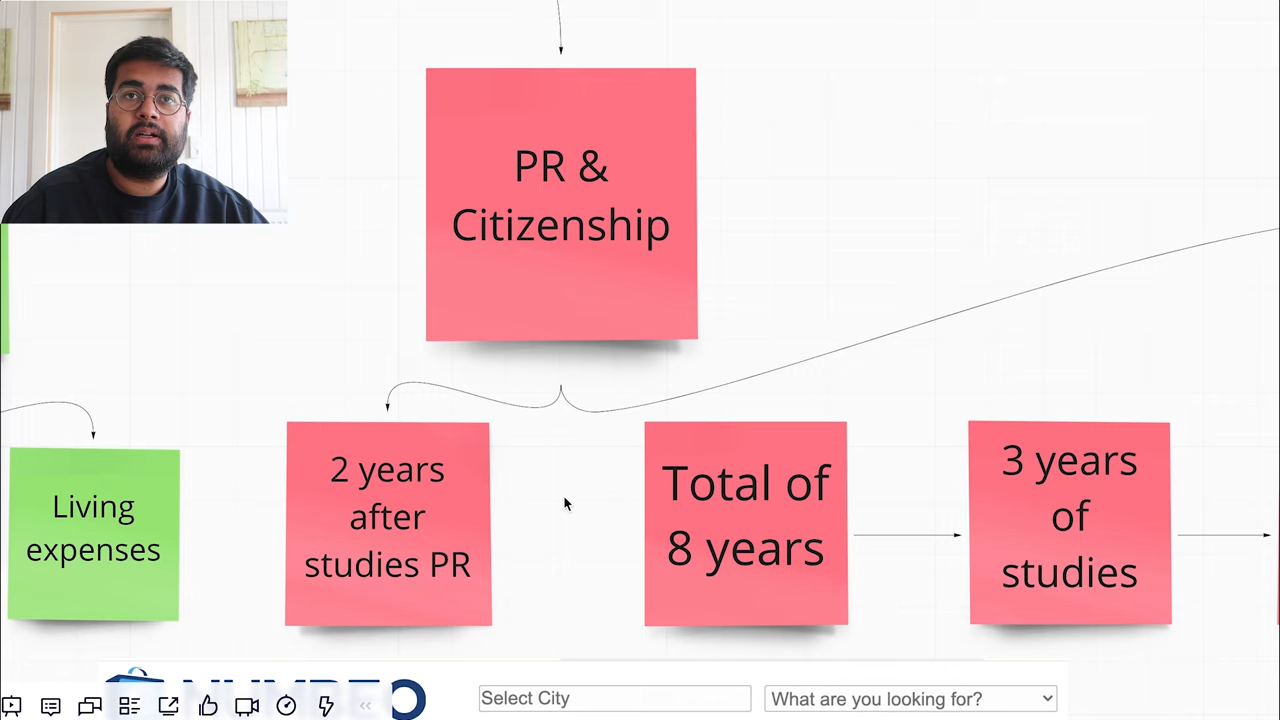 PR &
Citizenship
Living
expenses
2 years
after
studies PR
Total of
8 years
3 years
of
studies
Select City
What are you looking for?